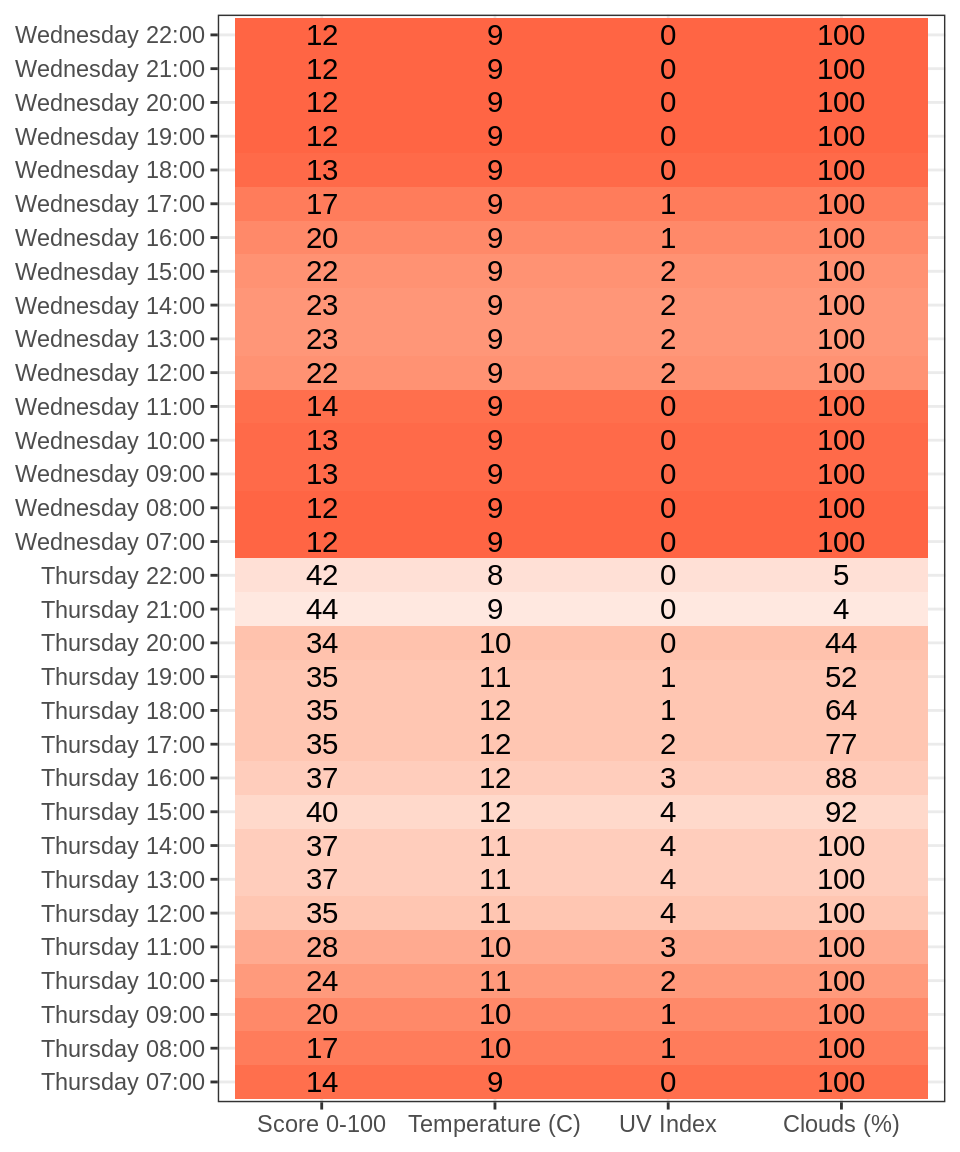 Wednesday 22:00 12 9 0 100
Wednesday 21:00 12 9 0 100
Wednesday 20:00 12 9 0 100
Wednesday 19:00 12 9 0 100
Wednesday 18:00 13 9 0 100
Wednesday 17:00 17 9 1 100
Wednesday 16:00 20 9 1 100
Wednesday 15:00 22 9 2 100
Wednesday 14:00 23 9 2 100
Wednesday 13:00 23 9 2 100
Wednesday 12:00 22 9 2 100
Wednesday 11:00 14 9 0 100
Wednesday 10:00 13 9 0 100
Wednesday 09:00 13 9 0 100
Wednesday 08:00 12 9 0 100
Wednesday 07:00 12 9 0 100
Thursday 22:00 42 8 0 5
Thursday 21:00 44 9 0 4
Thursday 20:00 34 10 0 44
Thursday 19:00 35 11 1 52
Thursday 18:00 35 12 1 64
Thursday 17:00 35 12 2 77
Thursday 16:00 37 12 3 88
Thursday 15:00 40 12 4 92
Thursday 14:00 37 11 4 100
Thursday 13:00 37 11 4 100
Thursday 12:00 35 11 4 100
Thursday 11:00 28 10 3 100
Thursday 10:00 24 11 2 100
Thursday 09:00 20 10 1 100
Thursday 08:00 17 10 1 100
Thursday 07:00 14 9 0 100
Score 0-100 Temperature (C) UV Index Clouds (%)